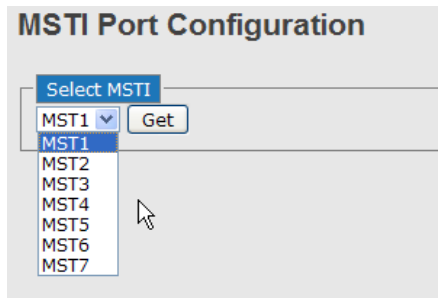 MSTI Port Configuration
Select MSTI
MST1 Get
MST1
MST2
MST3
MST4
MST5
MST6
MST7